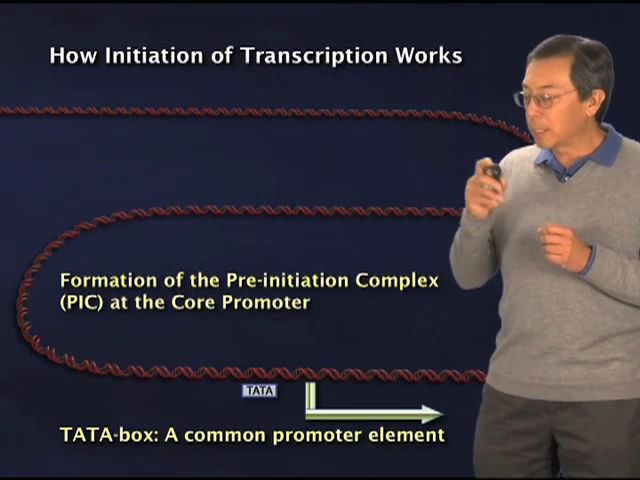 How Initiation of Transcription Works
Formation of the Pre-initiation Complex
(PIC) at the Core Promoter
TATA
TATA-box: A common promoter element